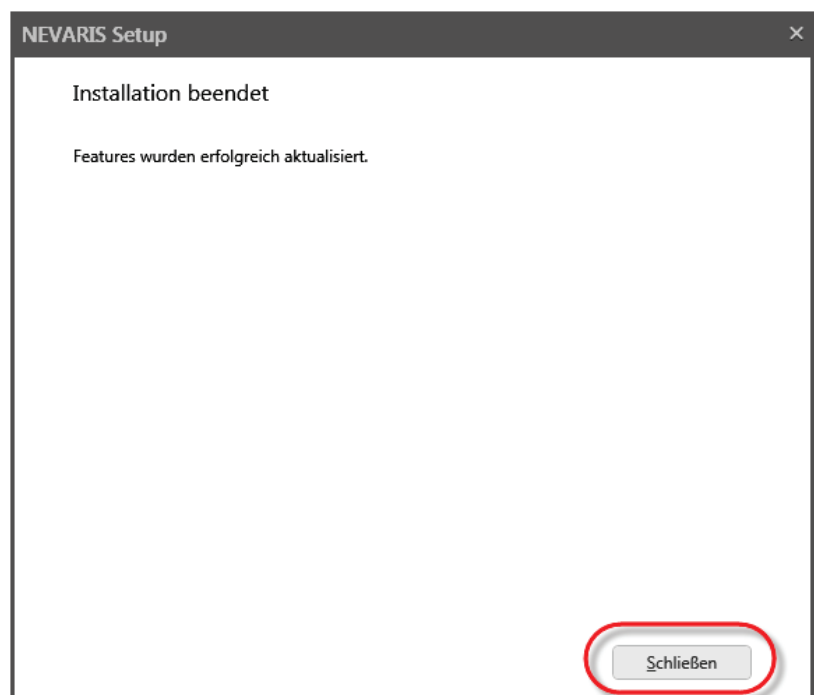 NEVARIS Setup
Installation beendet
Features wurden erfolgreich aktualisiert.
Schließen